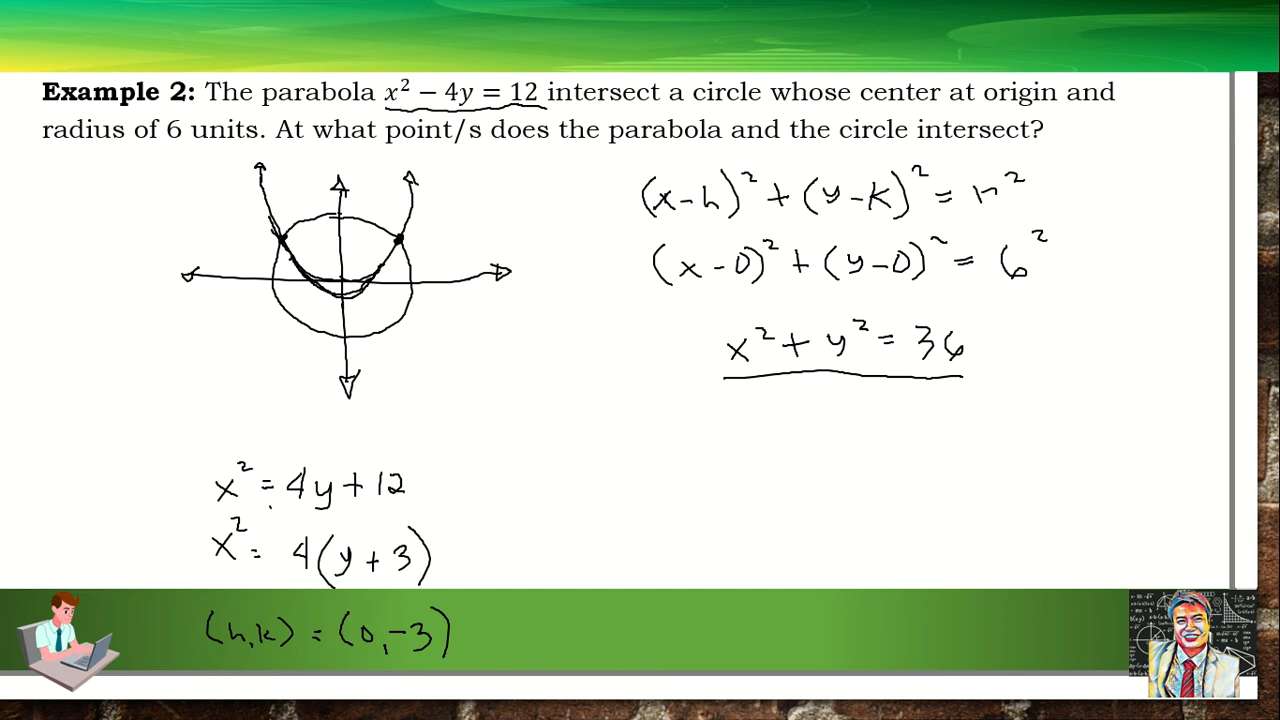 Example 2: The parabola x² − 4y = 12 intersect a circle whose center at origin and
radius of 6 units. At what point/s does the parabola and the circle intersect?
(x-h)² + (y-k)² = r²
(x-0)² + (y-0)² = 6²
x² + y² = 36
x² = 4y + 12
x² = 4(y + 3)
(h,k) = (0,-3)